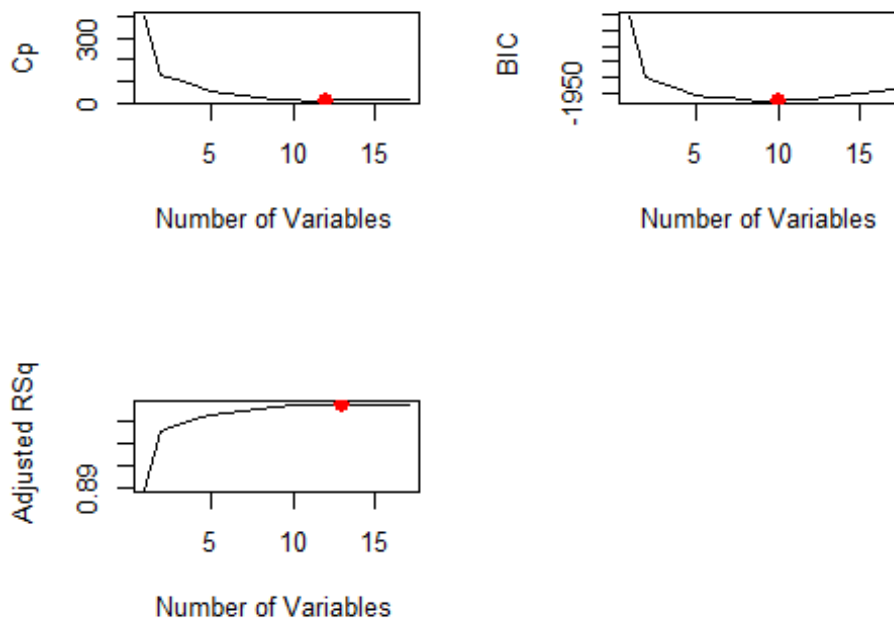 Cp
300
0
5 10 15
Number of Variables
BIC
-1950
5 10 15
Number of Variables
Adjusted RSq
0.89
5 10 15
Number of Variables